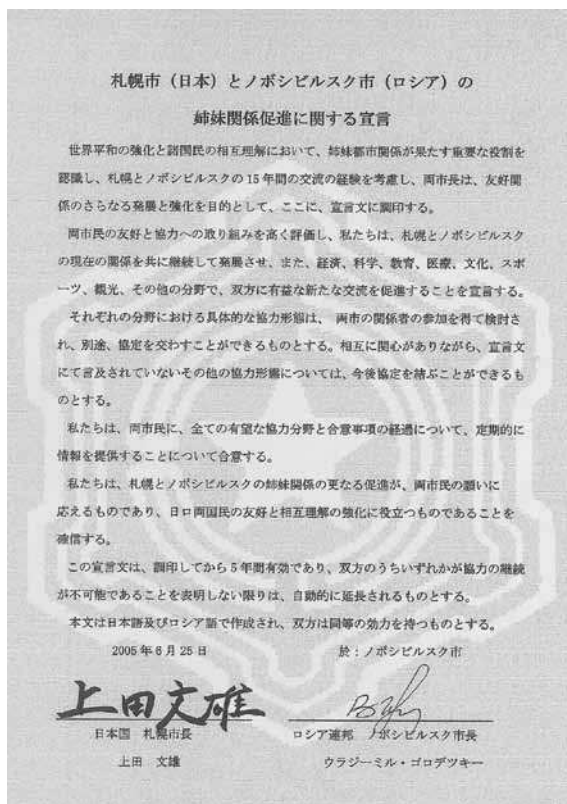 札幌市（日本）とノボシビルスク市（ロシア）の
姉妹関係促進に関する宣言
世界平和の強化と諸国民の相互理解において、姉妹都市関係が果たす重要な役割を
認識し、札幌とノボシビルスクの15年間の交流の経験を考慮し、両市長は、友好関
係のさらなる発展と強化を目的として、ここに、宣言文に調印する。
両市民の友好と協力への取り組みを高く評価し、私たちは、札幌とノボシビルスク
の現在の関係を共に継続して発展させ、また、経済、科学、教育、医療、文化、スポ
ーツ、観光、その他の分野で、双方に有益な新たな交流を促進することを宣言する。
それぞれの分野における具体的な協力形態は、両市の関係者の参加を得て検討さ
れ、別途、協定を交わすことができるものとする。相互に関心がありながら、宣言文
にて言及されていないその他の協力形態については、今後協定を結ぶことができるも
のとする。
私たちは、両市民に、全ての有望な協力分野と合意事項の経過について、定期的に
情報を提供することについて合意する。
私たちは、札幌とノボシビルスクの姉妹関係の更なる促進が、両市民の願いに
応えるものであり、日ロ両国民の友好と相互理解の強化に役立つものであることを
確信する。
この宣言文は、調印してから5年間有効であり、双方のうちいずれかが協力の継続
が不可能であることを表明しない限りは、自動的に延長されるものとする。
本文は日本語及びロシア語で作成され、双方は同等の効力を持つものとする。
2005年6月25日 於：ノボシビルスク市
上田文雄
日本国 札幌市長 ロシア連邦 ノボシビルスク市長
上田 文雄 ウラジーミル・ゴロデツキー